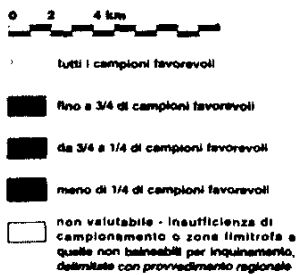 0 2 4 km
tutti i campioni favorevoli
fino a 3/4 di campioni favorevoli
da 3/4 a 1/4 di campioni favorevoli
meno di 1/4 di campioni favorevoli
non valutabile - insufficienza di
campionamento o zona limitrofa a
quelle non balneabili per inquinamento,
delimitate con provvedimento regionale